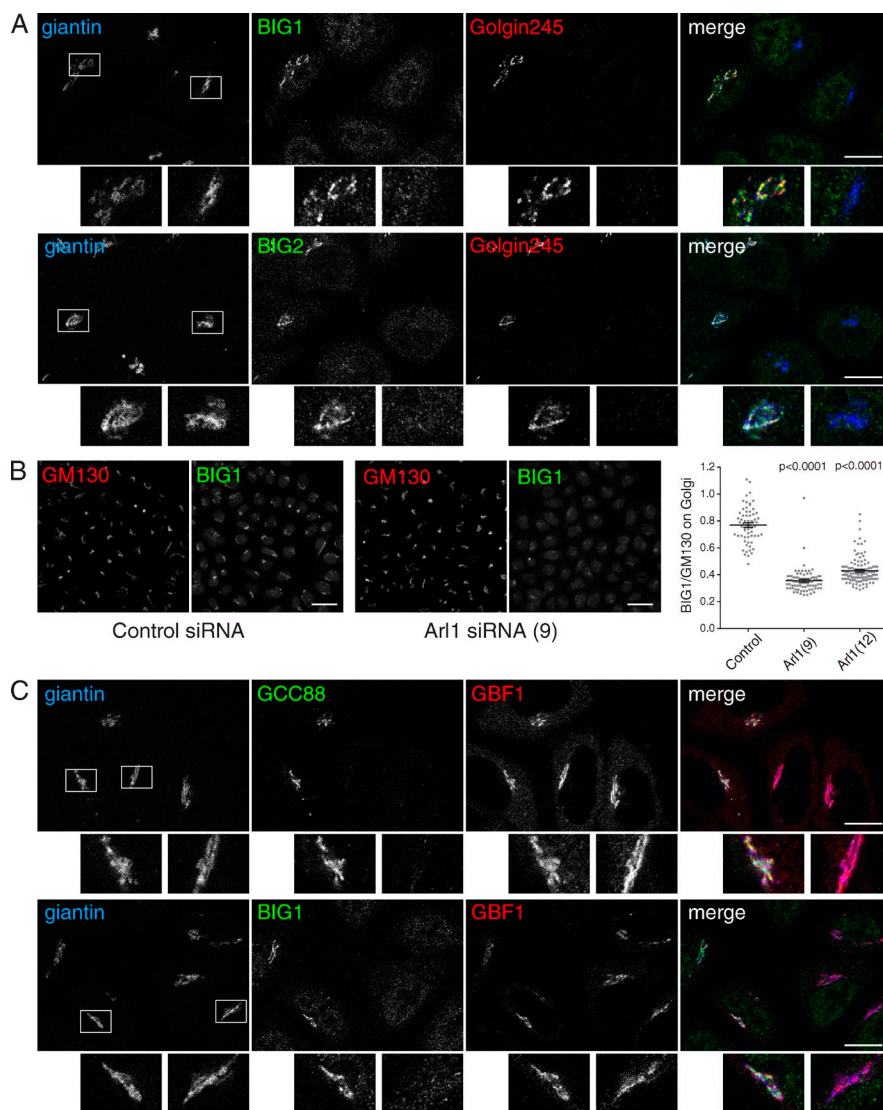 A
giantin BIG1 Golgin245 merge
giantin BIG2 Golgin245 merge
B
GM130 BIG1 GM130 BIG1
Control siRNA Arl1 siRNA (9)
p<0.0001 p<0.0001
BIG1/GM130 on Golgi
1.2
1.0
0.8
0.6
0.4
0.2
0.0
Control Arl1(9) Arl1(12)
C
giantin GCC88 GBF1 merge
giantin BIG1 GBF1 merge